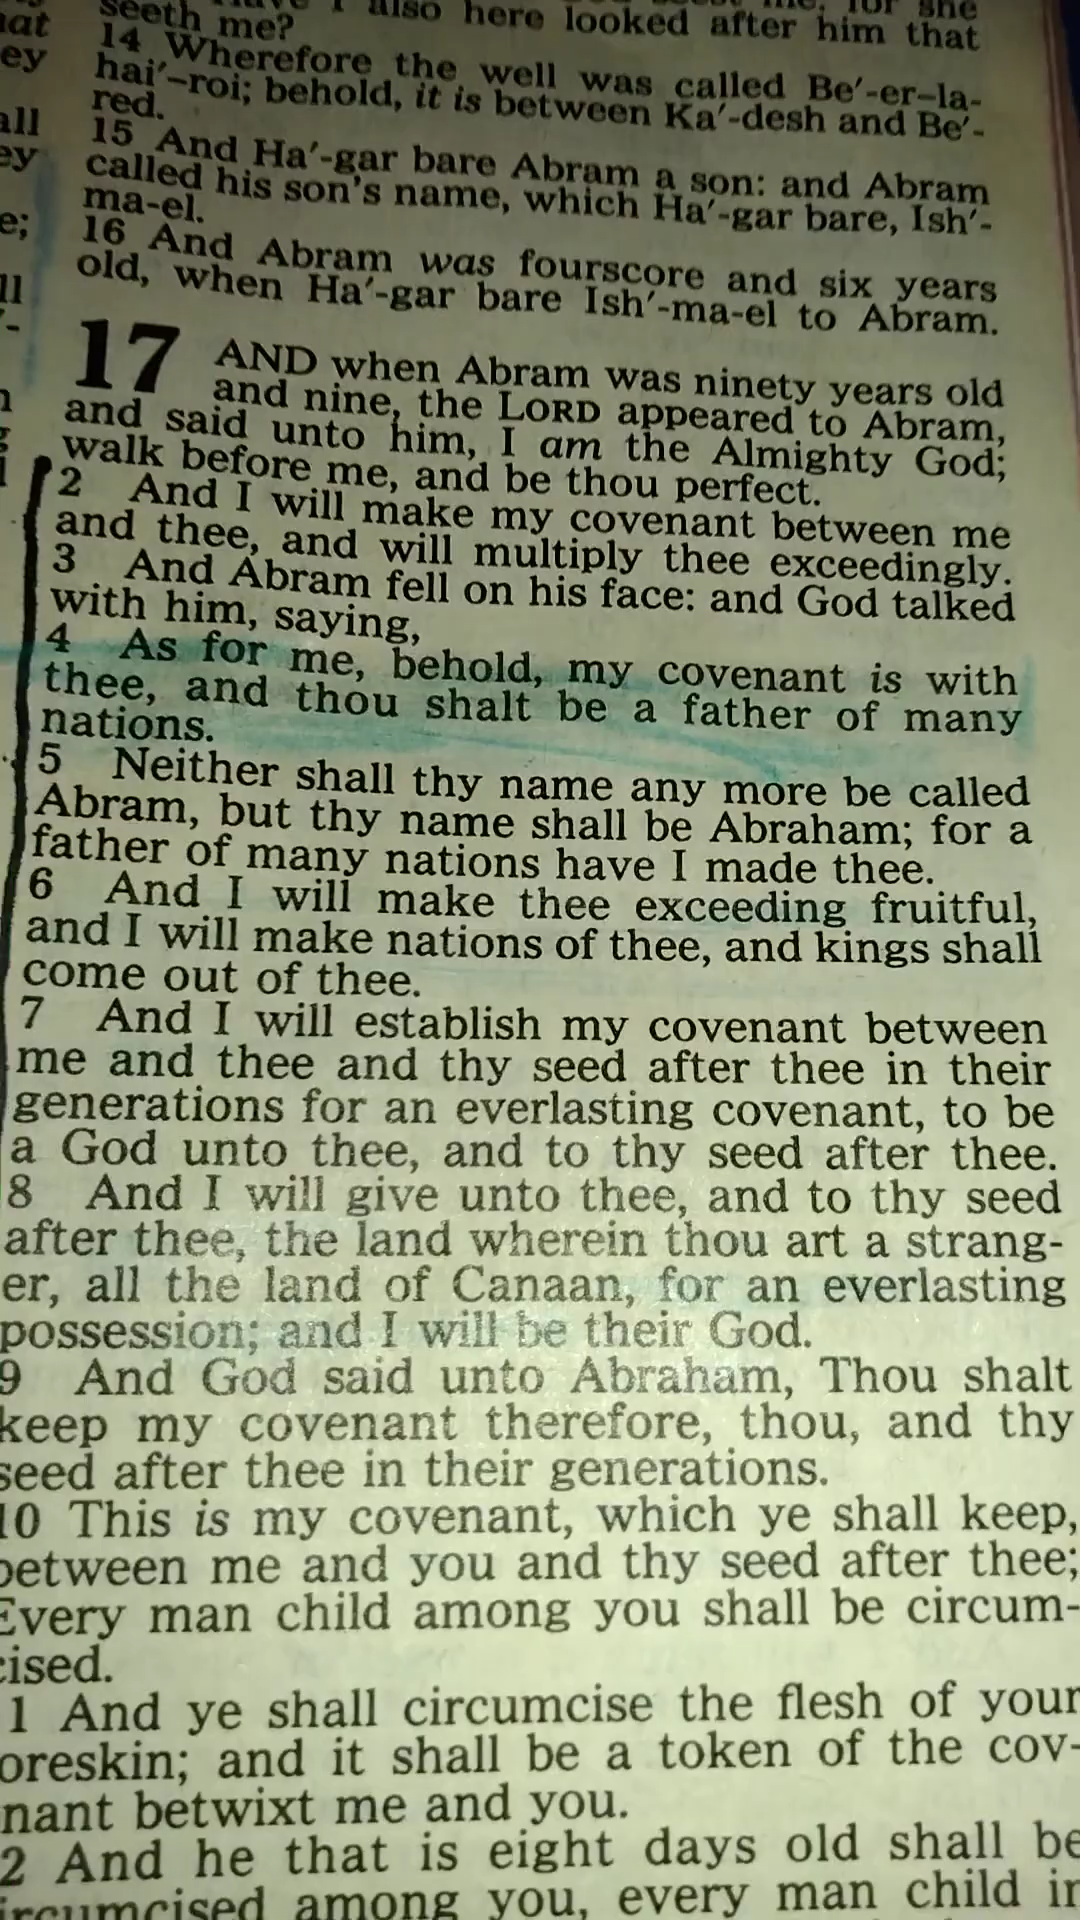 also here looked after him that
seeth me?
14 Wherefore the well was called Be′-er–la-
hai′–roi; behold, it is between Ka′-desh and Be′-
red.
15 And Ha′-gar bare Abram a son: and Abram
called his son's name, which Ha′-gar bare, Ish′-
ma-el.
16 And Abram was fourscore and six years
old, when Ha′-gar bare Ish′-ma-el to Abram.
17 AND when Abram was ninety years old
and nine, the LORD appeared to Abram,
and said unto him, I am the Almighty God;
walk before me, and be thou perfect.
2 And I will make my covenant between me
and thee, and will multiply thee exceedingly.
3 And Abram fell on his face: and God talked
with him, saying,
4 As for me, behold, my covenant is with
thee, and thou shalt be a father of many
nations.
5 Neither shall thy name any more be called
Abram, but thy name shall be Abraham; for a
father of many nations have I made thee.
6 And I will make thee exceeding fruitful,
and I will make nations of thee, and kings shall
come out of thee.
7 And I will establish my covenant between
me and thee and thy seed after thee in their
generations for an everlasting covenant, to be
a God unto thee, and to thy seed after thee.
8 And I will give unto thee, and to thy seed
after thee, the land wherein thou art a strang-
er, all the land of Canaan, for an everlasting
possession; and I will be their God.
9 And God said unto Abraham, Thou shalt
keep my covenant therefore, thou, and thy
seed after thee in their generations.
10 This is my covenant, which ye shall keep,
between me and you and thy seed after thee;
Every man child among you shall be circum-
cised.
1 And ye shall circumcise the flesh of your
oreskin; and it shall be a token of the cov-
nant betwixt me and you.
2 And he that is eight days old shall be
ircumcised among you, every man child in